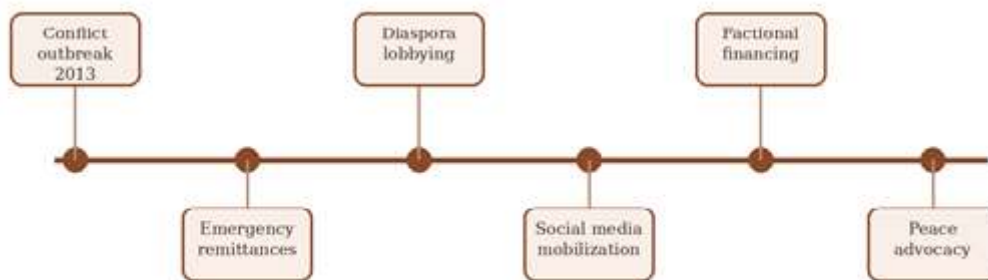 Conflict
outbreak
2013
Emergency
remittances
Diaspora
lobbying
Social media
mobilization
Factional
financing
Peace
advocacy